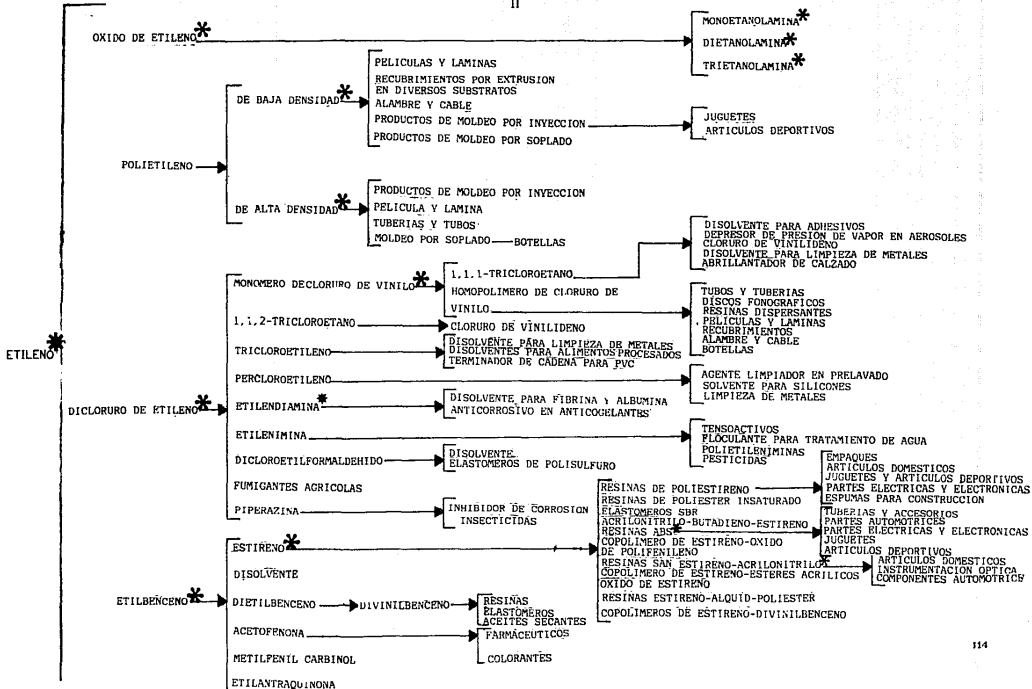 II
OXIDO DE ETILENO*
MONOETANOLAMINA*
DIETANOLAMINA*
TRIETANOLAMINA*
POLIETILENO
DE BAJA DENSIDAD*
PELICULAS Y LAMINAS
RECUBRIMIENTOS POR EXTRUSION
EN DIVERSOS SUBSTRATOS
ALAMBRE Y CABLE
PRODUCTOS DE MOLDEO POR INYECCION
PRODUCTOS DE MOLDEO POR SOPLADO
JUGUETES
ARTICULOS DEPORTIVOS
DE ALTA DENSIDAD*
PRODUCTOS DE MOLDEO POR INYECCION
PELICULA Y LAMINA
TUBERIAS Y TUBOS
MOLDEO POR SOPLADO
BOTELLAS
ETILENO*
DICLORURO DE ETILENO*
MONOMERO DECLORURO DE VINILO*
1,1,1-TRICLOROETANO
HOMOPOLIMERO DE CLORURO DE
VINILO
DISOLVENTE PARA ADHESIVOS
DEPRESOR DE PRESION DE VAPOR EN AEROSOLES
CLORURO DE VINILIDENO
DISOLVENTE PARA LIMPIEZA DE METALES
ABRILLANTADOR DE CALZADO
TUBOS Y TUBERIAS
DISCOS FONOGRAFICOS
RESINAS DISPERSANTES
PELICULAS Y LAMINAS
RECUBRIMIENTOS
ALAMBRE Y CABLE
BOTELLAS
1,1,2-TRICLOROETANO
CLORURO DE VINILIDENO
TRICLOROETILENO
DISOLVENTE PARA LIMPIEZA DE METALES
DISOLVENTES PARA ALIMENTOS PROCESADOS
TERMINADOR DE CADENA PARA PVC
PERCLOROETILENO
AGENTE LIMPIADOR EN PRELAVADO
SOLVENTE PARA SILICONES
LIMPIEZA DE METALES
ETILENDIAMINA*
DISOLVENTE PARA FIBRINA Y ALBUMINA
ANTICORROSIVO EN ANTICOGELANTES
ETILENIMINA
TENSOACTIVOS
FLOCULANTE PARA TRATAMIENTO DE AGUA
POLIETILENIMINAS
PESTICIDAS
DICLOROETILFORMALDEHIDO
DISOLVENTE
ELASTOMEROS DE POLISULFURO
FUMIGANTES AGRICOLAS
PIPERAZINA
INHIBIDOR DE CORROSION
INSECTICIDAS
ETILBENCENO*
ESTIRENO*
RESINAS DE POLIESTIRENO
RESINAS DE POLIESTER INSATURADO
ELASTOMEROS SBR
ACRILONITRILO-BUTADIENO-ESTIRENO
RESINAS ABS*
COPOLIMERO DE ESTIRENO-OXIDO
DE POLIFENILENO
RESINAS SAN ESTIRENO-ACRILONITRILO*
COPOLIMERO DE ESTIRENO-ESTERES ACRILICOS
OXIDO DE ESTIRENO
RESINAS ESTIRENO-ALQUID-POLIESTER
COPOLIMEROS DE ESTIRENO-DIVINILBENCENO
EMPAQUES
ARTICULOS DOMESTICOS
JUGUETES Y ARTICULOS DEPORTIVOS
PARTES ELECTRICAS Y ELECTRONICAS
ESPUMAS PARA CONSTRUCCION
TUBERIAS Y ACCESORIOS
PARTES AUTOMOTRICES
PARTES ELECTRICAS Y ELECTRONICAS
JUGUETES
ARTICULOS DEPORTIVOS
ARTICULOS DOMESTICOS
INSTRUMENTACION OPTICA
COMPONENTES AUTOMOTRICE
DISOLVENTE
DIETILBENCENO
DIVINILBENCENO
RESINAS
ELASTOMEROS
ACEITES SECANTES
ACETOFENONA
FARMACEUTICOS
COLORANTES
METILFENIL CARBINOL
ETILANTRAQUINONA
114